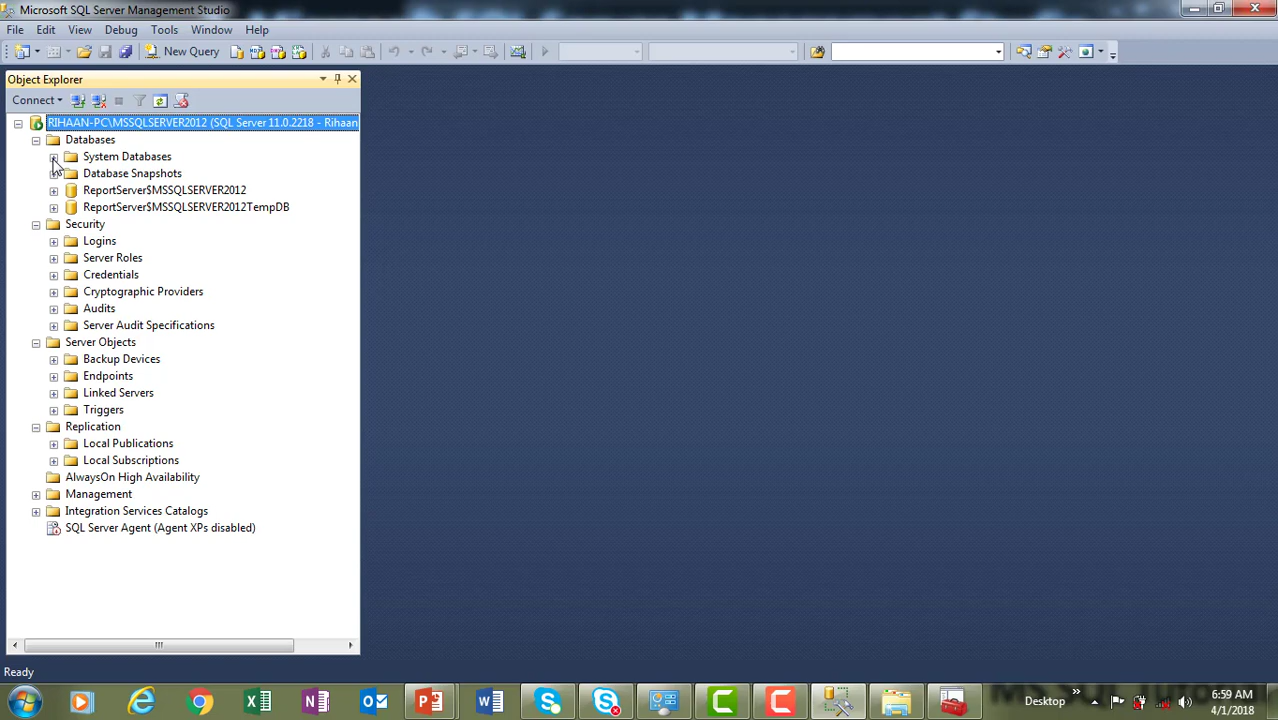 Microsoft SQL Server Management Studio
File Edit View Debug Tools Window Help
New Query
Object Explorer
Connect
RIHAAN-PC\MSSQLSERVER2012 (SQL Server 11.0.2218 - Rihaan
Databases
System Databases
Database Snapshots
ReportServer$MSSQLSERVER2012
ReportServer$MSSQLSERVER2012TempDB
Security
Logins
Server Roles
Credentials
Cryptographic Providers
Audits
Server Audit Specifications
Server Objects
Backup Devices
Endpoints
Linked Servers
Triggers
Replication
Local Publications
Local Subscriptions
AlwaysOn High Availability
Management
Integration Services Catalogs
SQL Server Agent (Agent XPs disabled)
Ready
Desktop
6:59 AM
4/1/2018